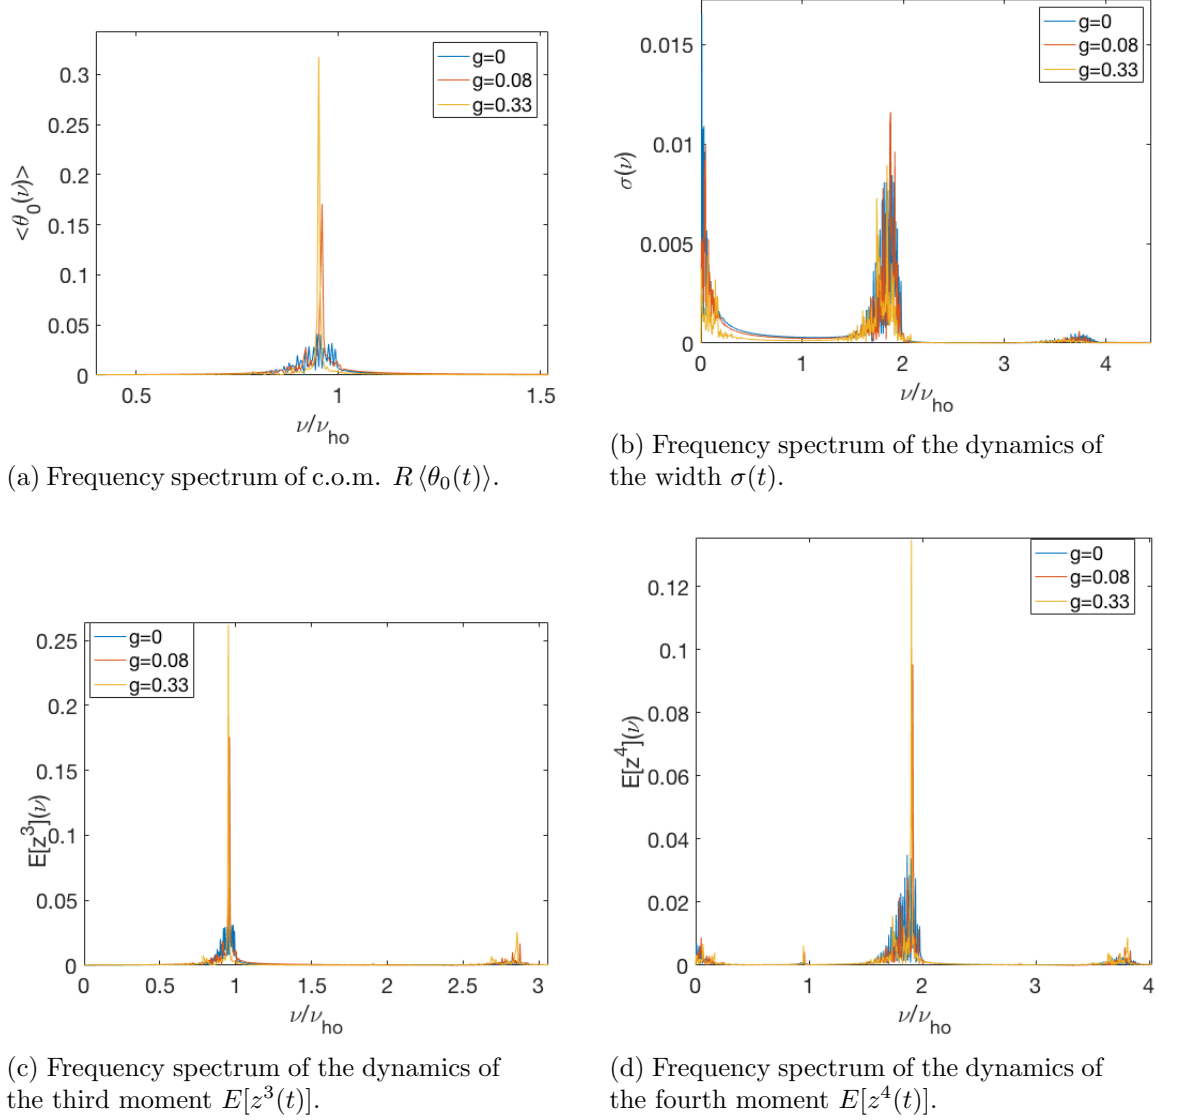 g=0
g=0.08
g=0.33
0.3
0.25
0.2
0.15
0.1
0.05
0
<θ₀(ν)>
0.5
1
1.5
ν/ν_ho
(a) Frequency spectrum of c.o.m. R ⟨θ₀(t)⟩.
g=0
g=0.08
g=0.33
0.015
0.01
0.005
0
σ(ν)
0
1
2
3
4
ν/ν_ho
(b) Frequency spectrum of the dynamics of
the width σ(t).
g=0
g=0.08
g=0.33
0.25
0.2
0.15
0.1
0.05
0
E[z³](ν)
0
0.5
1
1.5
2
2.5
3
ν/ν_ho
(c) Frequency spectrum of the dynamics of
the third moment E[z³(t)].
g=0
g=0.08
g=0.33
0.12
0.1
0.08
0.06
0.04
0.02
0
E[z⁴](ν)
0
1
2
3
4
ν/ν_ho
(d) Frequency spectrum of the dynamics of
the fourth moment E[z⁴(t)].